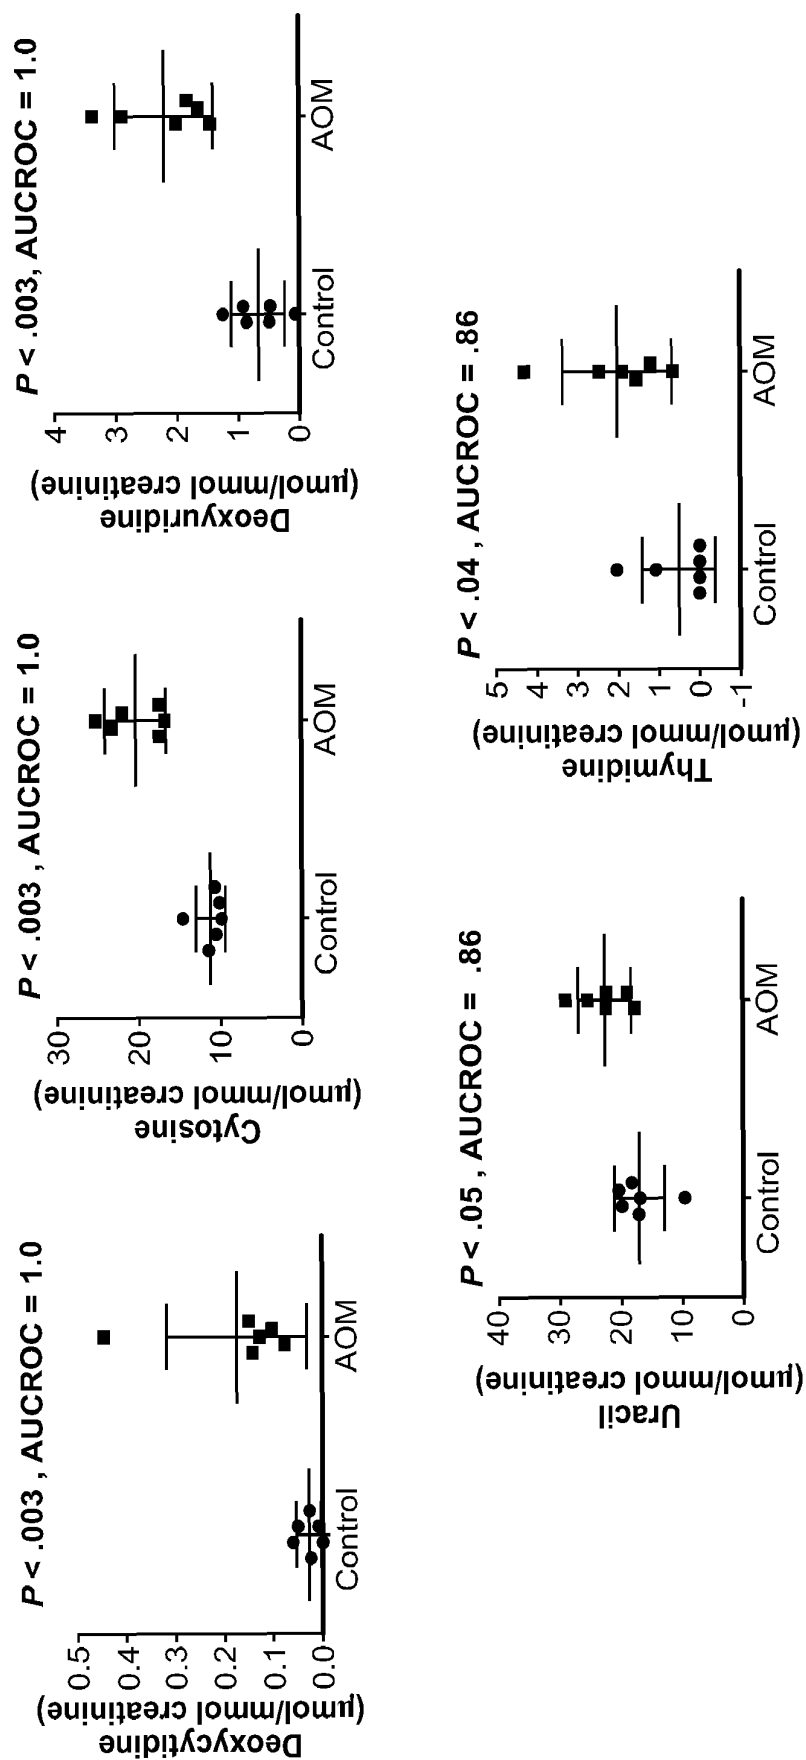 P < .003 , AUCROC = 1.0
Deoxycytidine
(µmol/mmol creatinine)
0.5
0.4
0.3
0.2
0.1
0.0
Control
AOM
P < .003 , AUCROC = 1.0
Cytosine
(µmol/mmol creatinine)
30
20
10
0
Control
AOM
P < .003, AUCROC = 1.0
Deoxyuridine
(µmol/mmol creatinine)
4
3
2
1
0
Control
AOM
P < .05 , AUCROC = .86
Uracil
(µmol/mmol creatinine)
40
30
20
10
0
Control
AOM
P < .04 , AUCROC = .86
Thymidine
(µmol/mmol creatinine)
5
4
3
2
1
0
-1
Control
AOM